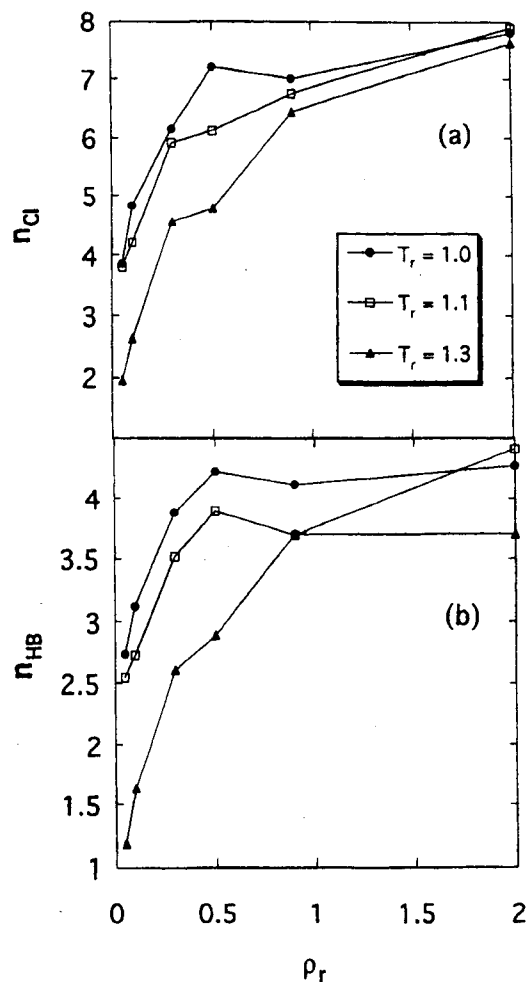 8
7
6
5
4
3
2
n_Cl
(a)
T_r = 1.0
T_r = 1.1
T_r = 1.3
4
3.5
3
2.5
2
1.5
1
n_HB
(b)
0 0.5 1 1.5 2
ρ_r